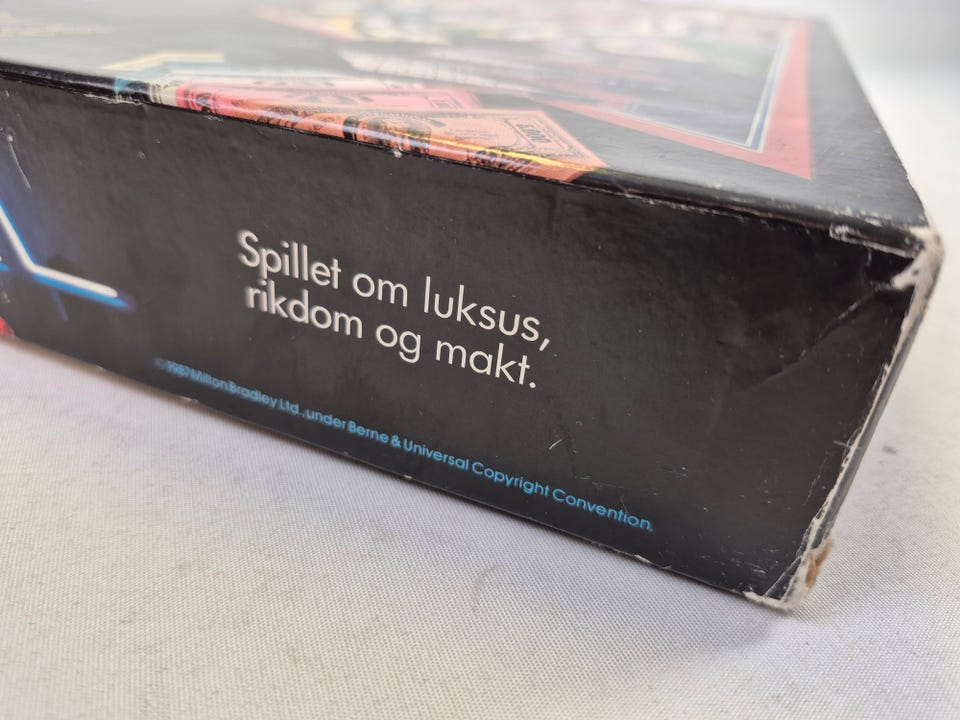 Spillet om luksus,
rikdom og makt.
©1987 Milton Bradley Ltd., under Berne & Universal Copyright Convention.